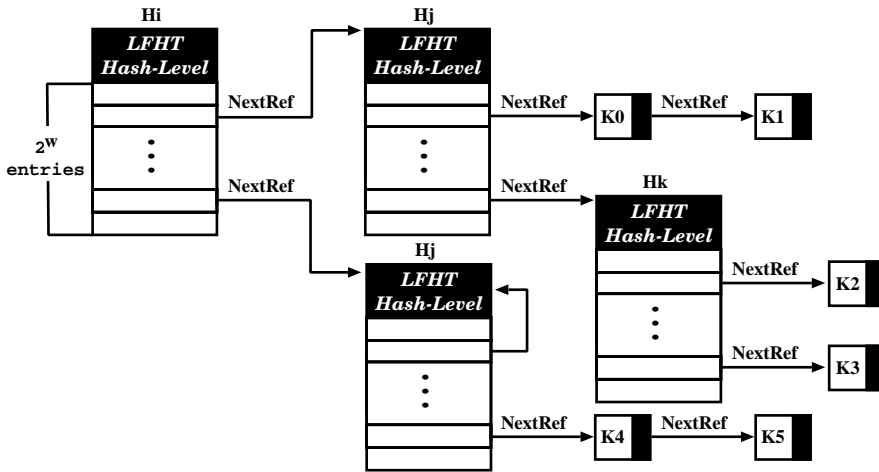 Hi
LFHT
Hash-Level
2^w
entries
NextRef
NextRef
Hj
LFHT
Hash-Level
NextRef
K0
NextRef
K1
NextRef
Hk
LFHT
Hash-Level
NextRef
K2
NextRef
K3
Hj
LFHT
Hash-Level
NextRef
K4
NextRef
K5